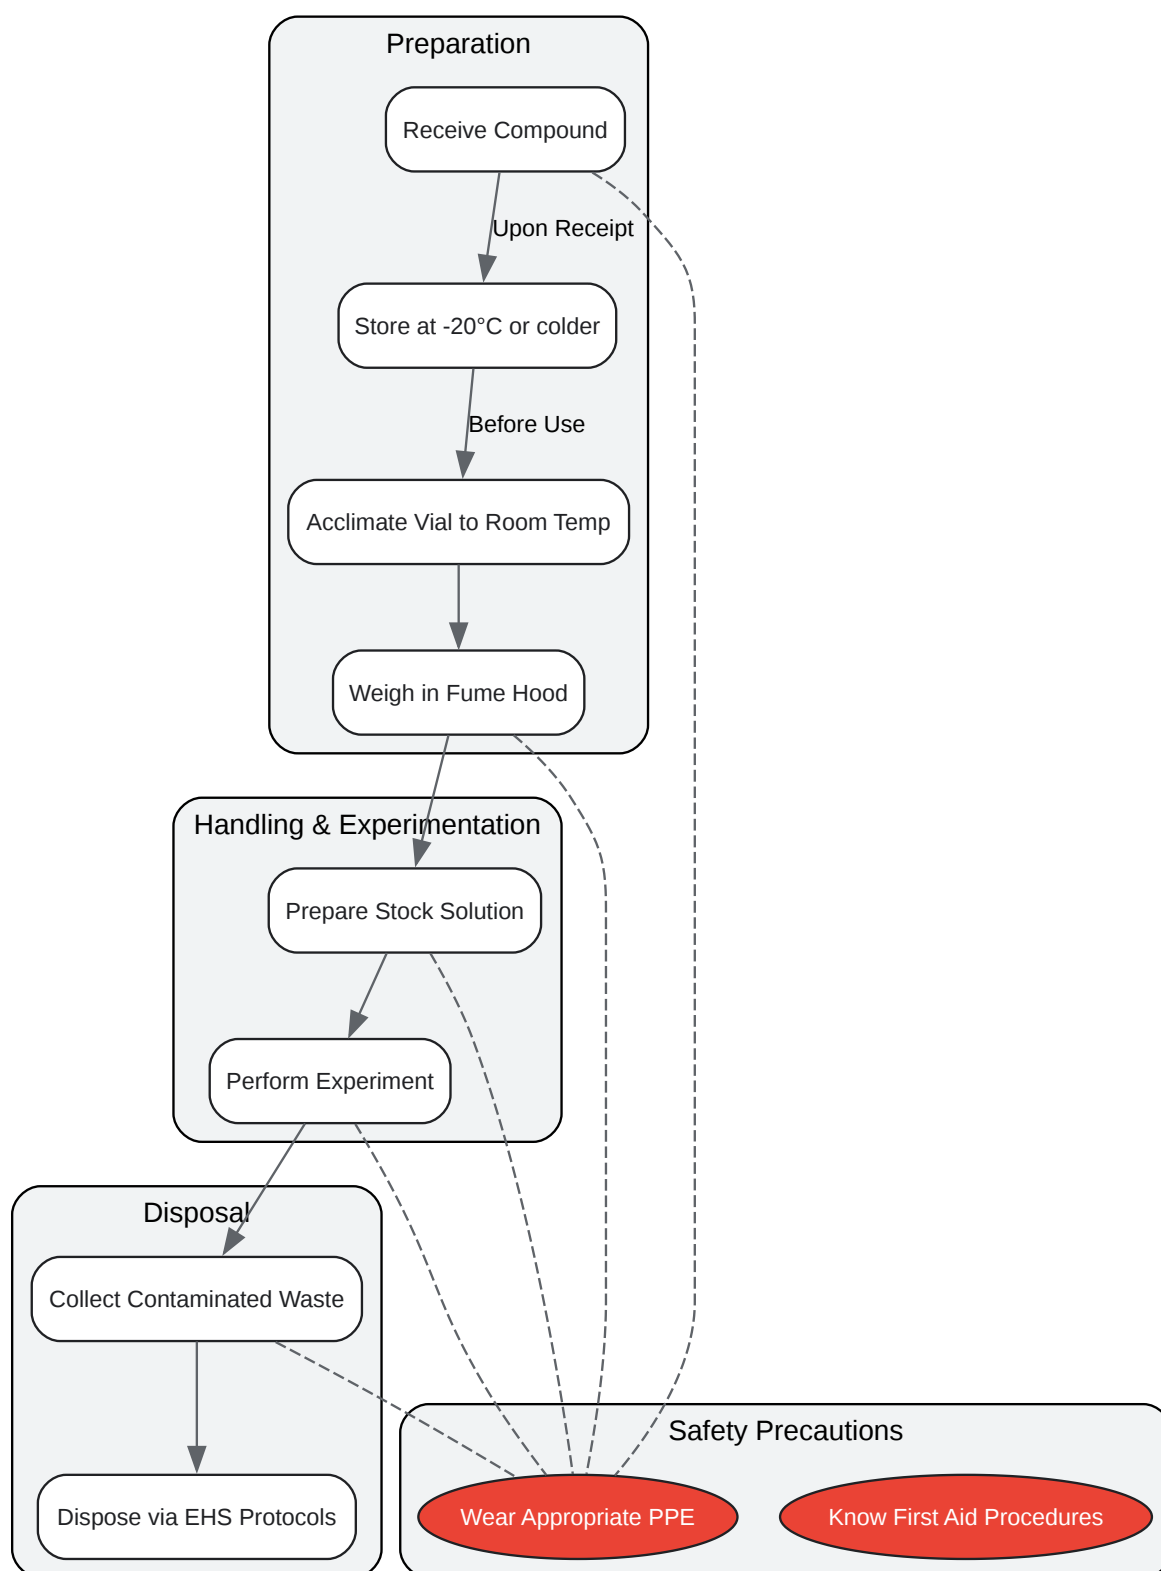 Preparation
Receive Compound
Upon Receipt
Store at -20°C or colder
Before Use
Acclimate Vial to Room Temp
Weigh in Fume Hood
Handling & Experimentation
Prepare Stock Solution
Perform Experiment
Disposal
Collect Contaminated Waste
Dispose via EHS Protocols
Safety Precautions
Wear Appropriate PPE
Know First Aid Procedures